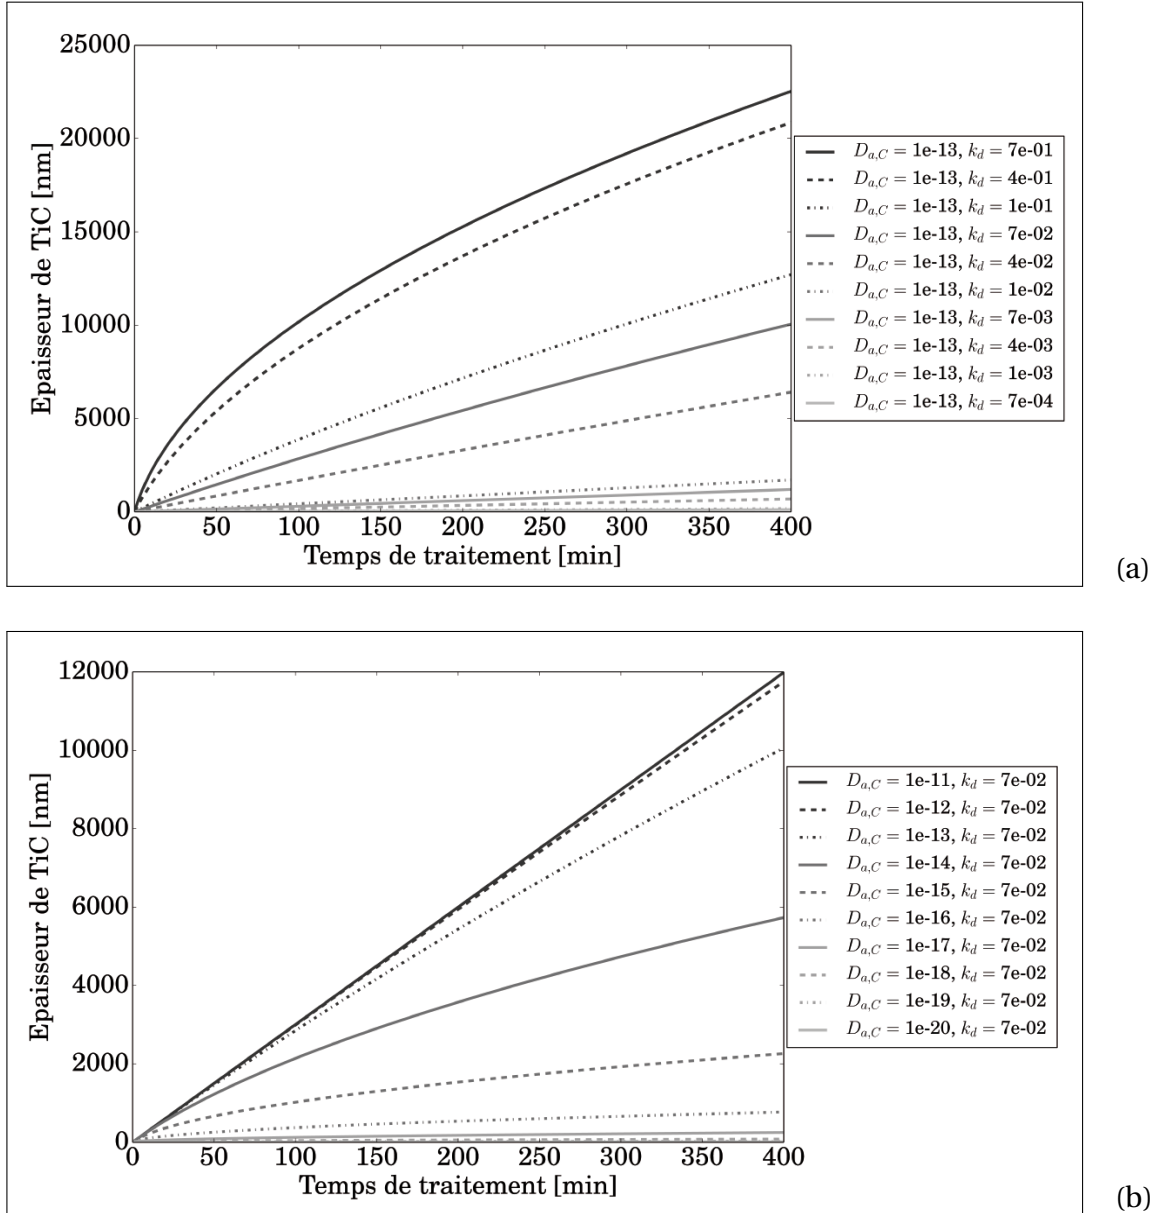 25000
20000
15000
10000
5000
0
Epaisseur de TiC [nm]
0 50 100 150 200 250 300 350 400
Temps de traitement [min]
D_{a,C} = 1e-13, k_d = 7e-01
D_{a,C} = 1e-13, k_d = 4e-01
D_{a,C} = 1e-13, k_d = 1e-01
D_{a,C} = 1e-13, k_d = 7e-02
D_{a,C} = 1e-13, k_d = 4e-02
D_{a,C} = 1e-13, k_d = 1e-02
D_{a,C} = 1e-13, k_d = 7e-03
D_{a,C} = 1e-13, k_d = 4e-03
D_{a,C} = 1e-13, k_d = 1e-03
D_{a,C} = 1e-13, k_d = 7e-04
(a)
12000
10000
8000
6000
4000
2000
0
Epaisseur de TiC [nm]
0 50 100 150 200 250 300 350 400
Temps de traitement [min]
D_{a,C} = 1e-11, k_d = 7e-02
D_{a,C} = 1e-12, k_d = 7e-02
D_{a,C} = 1e-13, k_d = 7e-02
D_{a,C} = 1e-14, k_d = 7e-02
D_{a,C} = 1e-15, k_d = 7e-02
D_{a,C} = 1e-16, k_d = 7e-02
D_{a,C} = 1e-17, k_d = 7e-02
D_{a,C} = 1e-18, k_d = 7e-02
D_{a,C} = 1e-19, k_d = 7e-02
D_{a,C} = 1e-20, k_d = 7e-02
(b)